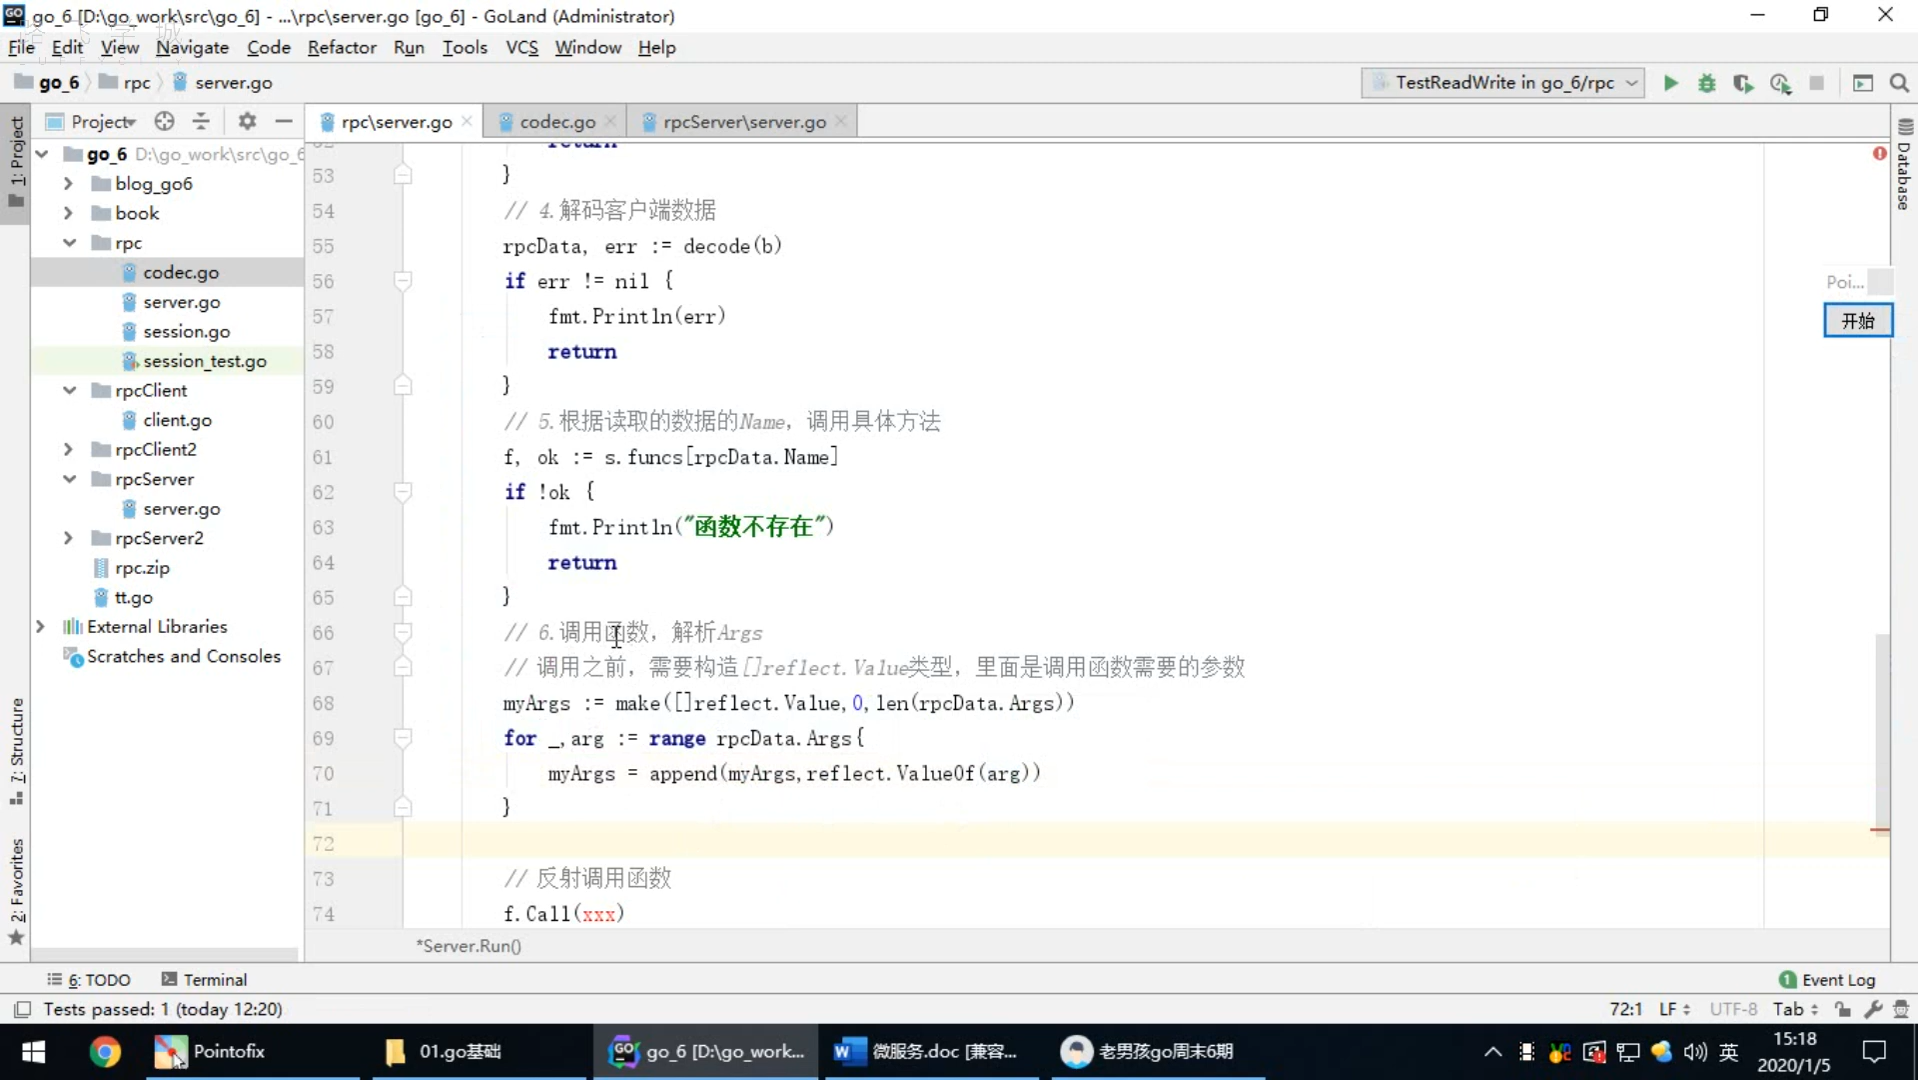 go_6 [D:\go_work\src\go_6] - ...\rpc\server.go [go_6] - GoLand (Administrator)
File Edit View Navigate Code Refactor Run Tools VCS Window Help
go_6 rpc server.go
TestReadWrite in go_6/rpc
Project
rpc\server.go
codec.go
rpcServer\server.go
1: Project
7: Structure
2: Favorites
Database
go_6 D:\go_work\src\go_6
blog_go6
book
rpc
codec.go
server.go
session.go
session_test.go
rpcClient
client.go
rpcClient2
rpcServer
server.go
rpcServer2
rpc.zip
tt.go
External Libraries
Scratches and Consoles
return
53 }
54 // 4.解码客户端数据
55 rpcData, err := decode(b)
56 if err != nil {
57 fmt.Println(err)
58 return
59 }
60 // 5.根据读取的数据的Name，调用具体方法
61 f, ok := s.funcs[rpcData.Name]
62 if !ok {
63 fmt.Println("函数不存在")
64 return
65 }
66 // 6.调用函数，解析Args
67 // 调用之前，需要构造[]reflect.Value类型，里面是调用函数需要的参数
68 myArgs := make([]reflect.Value,0,len(rpcData.Args))
69 for _,arg := range rpcData.Args{
70 myArgs = append(myArgs,reflect.ValueOf(arg))
71 }
72
73 // 反射调用函数
74 f.Call(xxx)
Poi...
开始
*Server.Run()
6: TODO Terminal
1 Event Log
Tests passed: 1 (today 12:20)
72:1 LF UTF-8 Tab
Pointofix
01.go基础
go_6 [D:\go_work...
微服务.doc [兼容...
老男孩go周末6期
英
15:18
2020/1/5